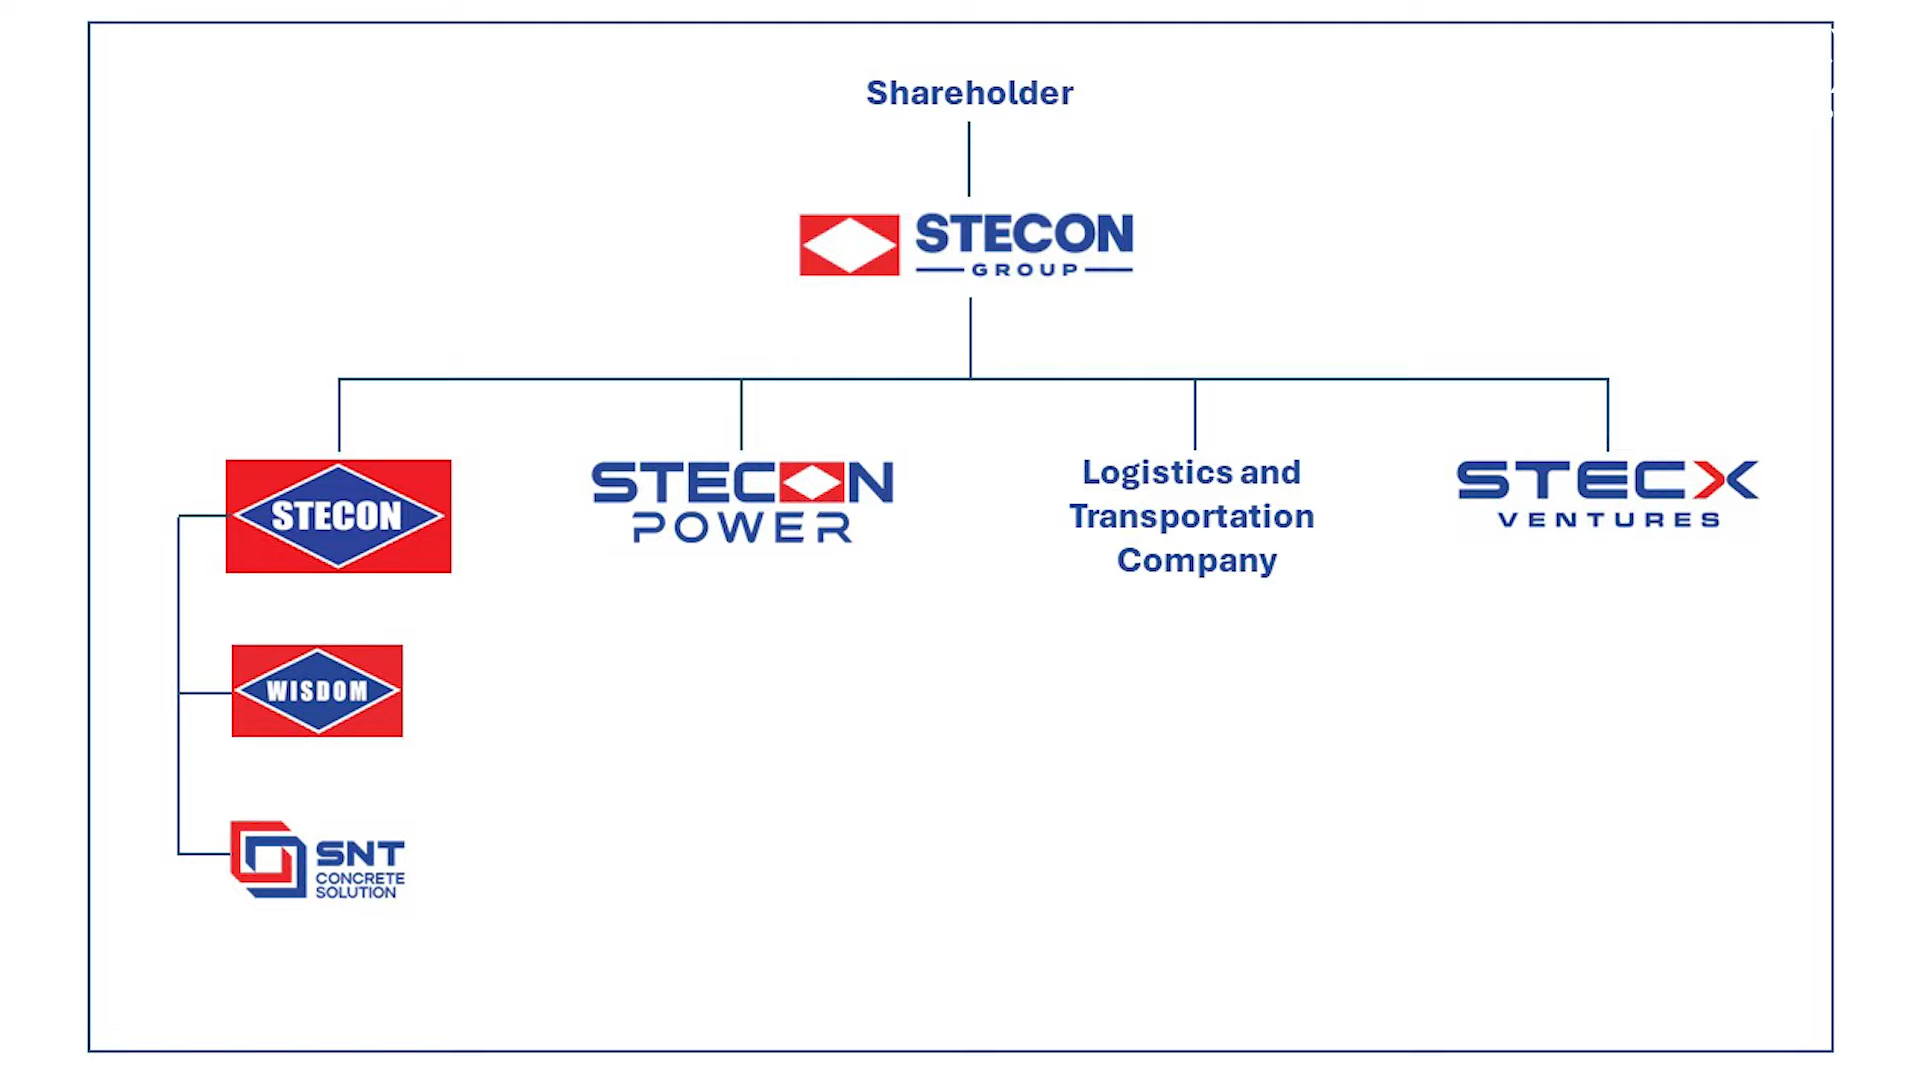 Shareholder
STECON
GROUP
STECON
STECON
POWER
Logistics and
Transportation
Company
STECX
VENTURES
WISDOM
SNT
CONCRETE
SOLUTION